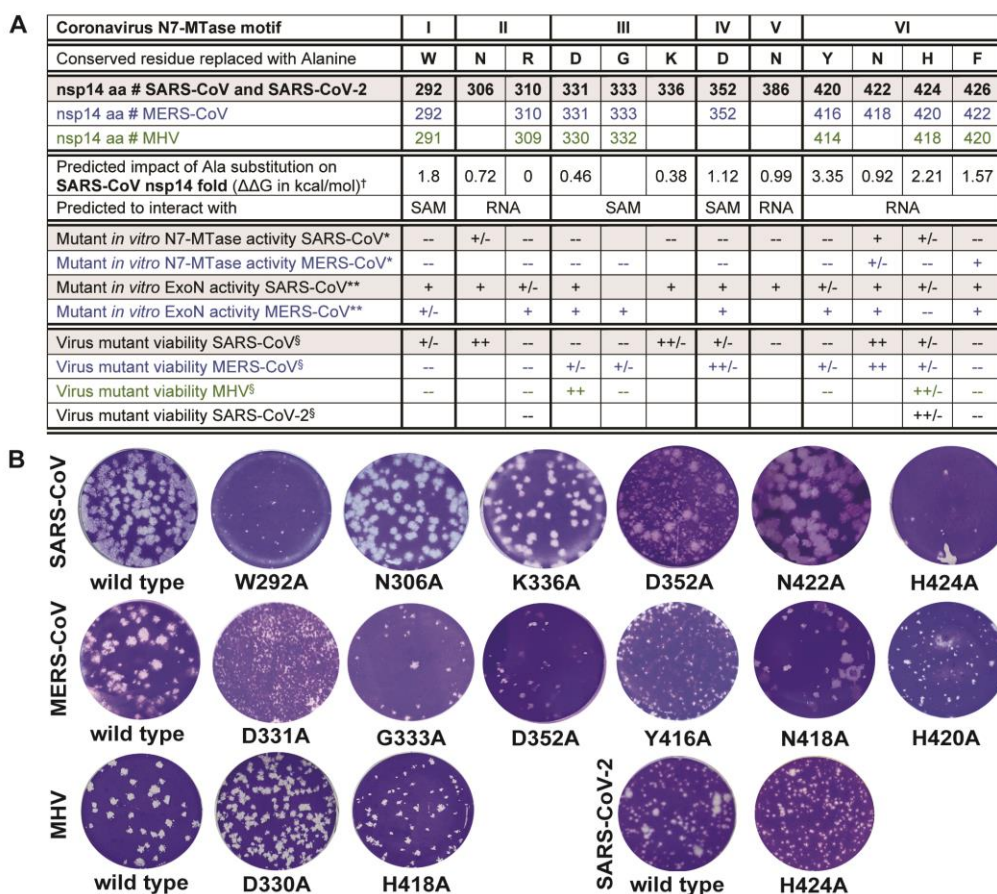 A
Coronavirus N7-MTase motif I II III IV V VI
Conserved residue replaced with Alanine W N R D G K D N Y N H F
nsp14 aa # SARS-CoV and SARS-CoV-2 292 306 310 331 333 336 352 386 420 422 424 426
nsp14 aa # MERS-CoV 292 310 331 333 352 416 418 420 422
nsp14 aa # MHV 291 309 330 332 414 418 420
Predicted impact of Ala substitution on
SARS-CoV nsp14 fold (ΔΔG in kcal/mol)† 1.8 0.72 0 0.46 0.38 1.12 0.99 3.35 0.92 2.21 1.57
Predicted to interact with SAM RNA SAM SAM RNA RNA
Mutant in vitro N7-MTase activity SARS-CoV* -- +/- -- -- -- -- -- -- + +/- --
Mutant in vitro N7-MTase activity MERS-CoV* -- -- -- -- -- -- +/- -- +
Mutant in vitro ExoN activity SARS-CoV** + + +/- + + + + +/- + +/- +
Mutant in vitro ExoN activity MERS-CoV** +/- + + + + + + -- +
Virus mutant viability SARS-CoV§ +/- ++ -- -- ++/- +/- -- -- ++ +/- --
Virus mutant viability MERS-CoV§ -- -- +/- +/- ++/- +/- ++ +/- --
Virus mutant viability MHV§ -- -- ++ -- -- ++/- --
Virus mutant viability SARS-CoV-2§ -- ++/-
B
SARS-CoV
wild type W292A N306A K336A D352A N422A H424A
MERS-CoV
wild type D331A G333A D352A Y416A N418A H420A
MHV
wild type D330A H418A
SARS-CoV-2
wild type H424A